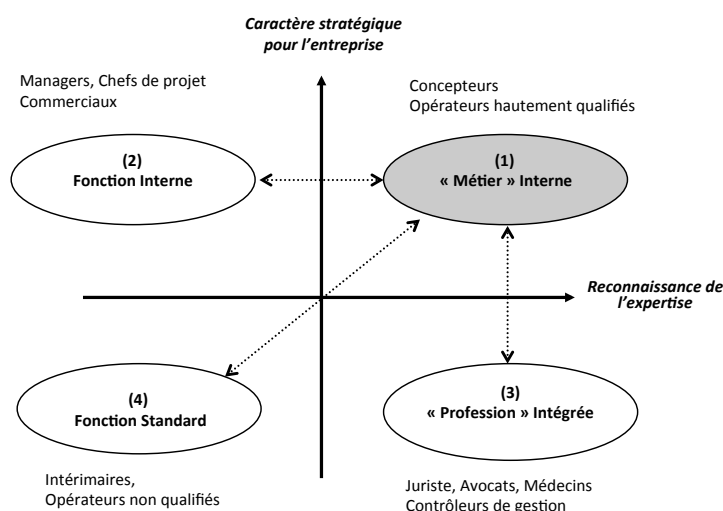 Caractère stratégique
pour l'entreprise
Managers, Chefs de projet
Commerciaux
Concepteurs
Opérateurs hautement qualifiés
(2)
Fonction Interne
(1)
« Métier » Interne
Reconnaissance de
l'expertise
(4)
Fonction Standard
(3)
« Profession » Intégrée
Intérimaires,
Opérateurs non qualifiés
Juriste, Avocats, Médecins
Contrôleurs de gestion